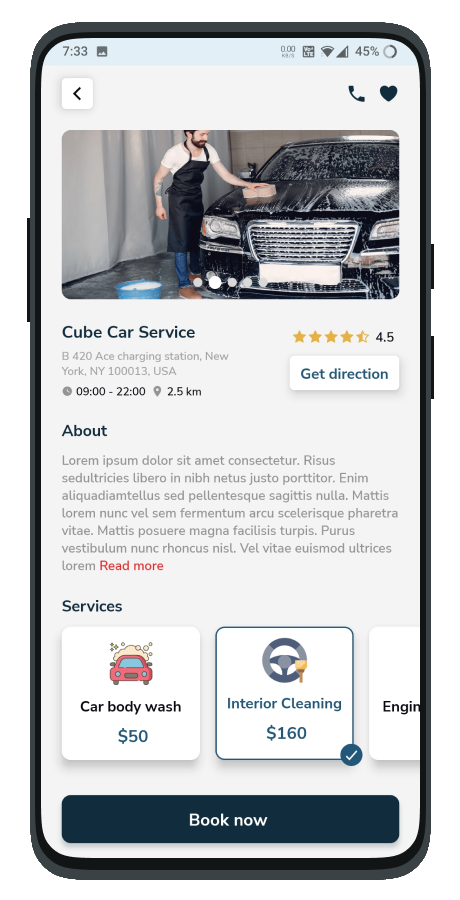 7:33
0.00
KB/S
Vo
LTE
45%
Cube Car Service
4.5
B 420 Ace charging station, New
York, NY 100013, USA
Get direction
09:00 - 22:00 2.5 km
About
Lorem ipsum dolor sit amet consectetur. Risus
sedultricies libero in nibh netus justo porttitor. Enim
aliquadiamtellus sed pellentesque sagittis nulla. Mattis
lorem nunc vel sem fermentum arcu scelerisque pharetra
vitae. Mattis posuere magna facilisis turpis. Purus
vestibulum nunc rhoncus nisl. Vel vitae euismod ultrices
lorem Read more
Services
Car body wash
$50
Interior Cleaning
$160
Engin
Book now